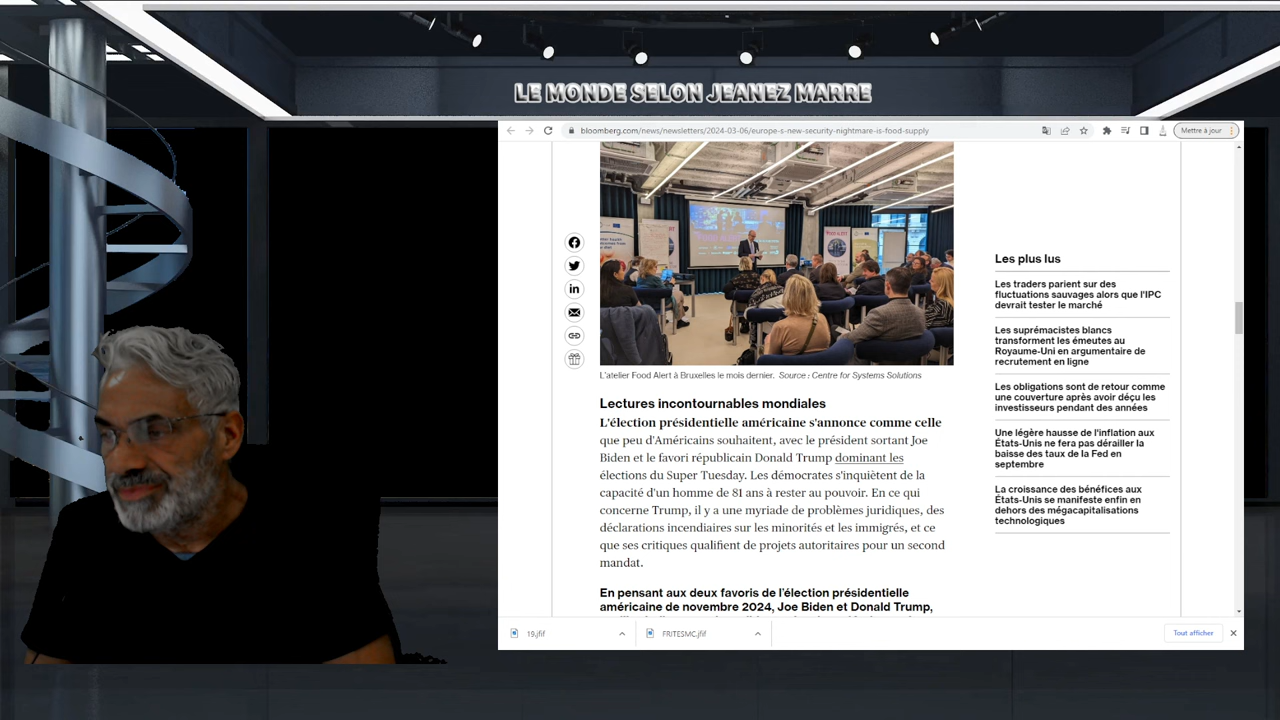 LE MONDE SELON JEANEZ MARRE
bloomberg.com/news/newsletters/2024-03-06/europe-s-new-security-nightmare-is-food-supply
Mettre à jour
L'atelier Food Alert à Bruxelles le mois dernier. Source : Centre for Systems Solutions
Lectures incontournables mondiales
L'élection présidentielle américaine s'annonce comme celle
que peu d'Américains souhaitent, avec le président sortant Joe
Biden et le favori républicain Donald Trump dominant les
élections du Super Tuesday. Les démocrates s'inquiètent de la
capacité d'un homme de 81 ans à rester au pouvoir. En ce qui
concerne Trump, il y a une myriade de problèmes juridiques, des
déclarations incendiaires sur les minorités et les immigrés, et ce
que ses critiques qualifient de projets autoritaires pour un second
mandat.
En pensant aux deux favoris de l'élection présidentielle
américaine de novembre 2024, Joe Biden et Donald Trump,
Les plus lus
Les traders parient sur des
fluctuations sauvages alors que l'IPC
devrait tester le marché
Les suprémacistes blancs
transforment les émeutes au
Royaume-Uni en argumentaire de
recrutement en ligne
Les obligations sont de retour comme
une couverture après avoir déçu les
investisseurs pendant des années
Une légère hausse de l'inflation aux
États-Unis ne fera pas dérailler la
baisse des taux de la Fed en
septembre
La croissance des bénéfices aux
États-Unis se manifeste enfin en
dehors des mégacapitalisations
technologiques
19.jfif
FRITESMC.jfif
Tout afficher